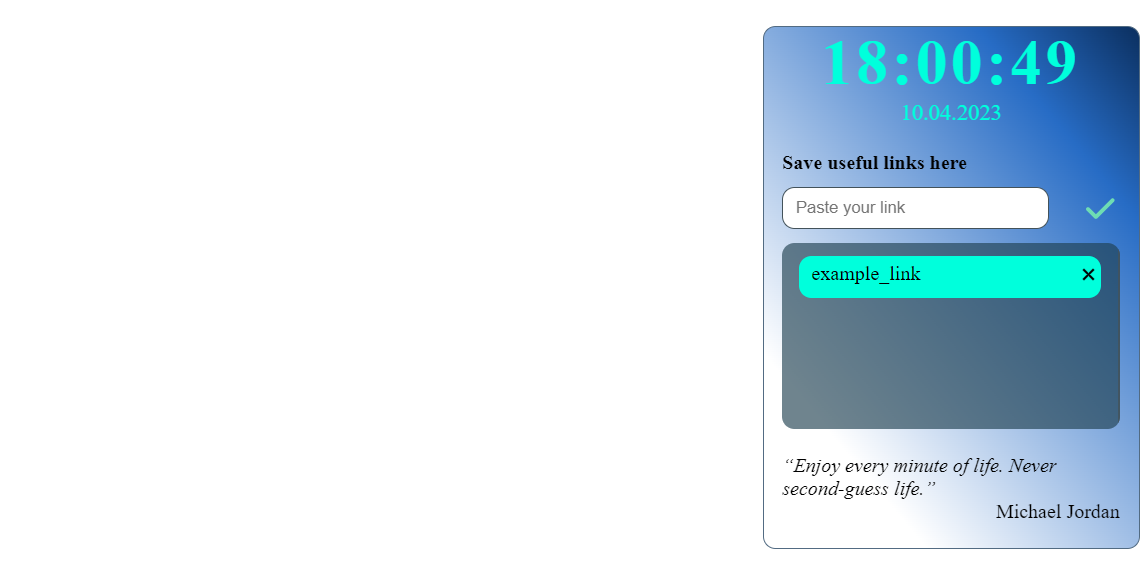 18:00:49
10.04.2023
Save useful links here
Paste your link
example_link
“Enjoy every minute of life. Never
second-guess life.”
Michael Jordan